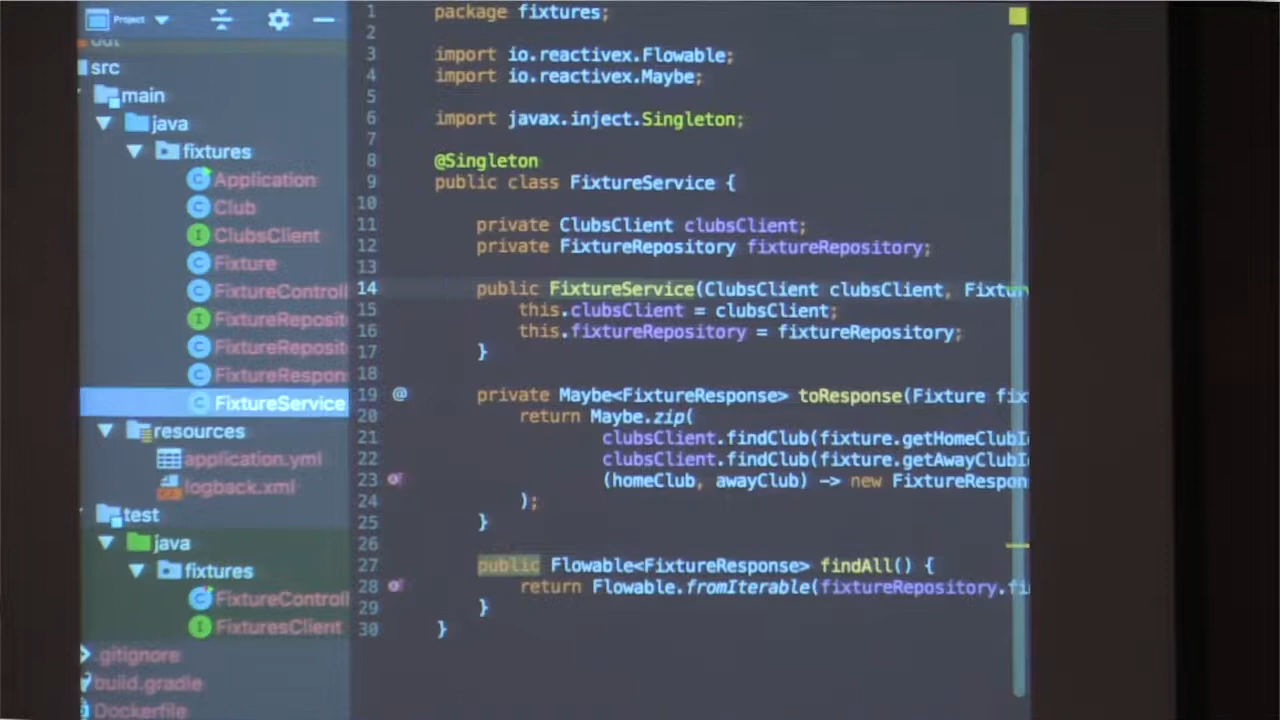 Project
out
src
main
java
fixtures
Application
Club
ClubsClient
Fixture
FixtureControll
FixtureReposit
FixtureReposit
FixtureRespon
FixtureService
resources
application.yml
logback.xml
test
java
fixtures
FixtureControll
FixturesClient
.gitignore
build.gradle
Dockerfile
1 package fixtures;
2
3 import io.reactivex.Flowable;
4 import io.reactivex.Maybe;
5
6 import javax.inject.Singleton;
7
8 @Singleton
9 public class FixtureService {
10
11 private ClubsClient clubsClient;
12 private FixtureRepository fixtureRepository;
13
14 public FixtureService(ClubsClient clubsClient, Fixtur
15 this.clubsClient = clubsClient;
16 this.fixtureRepository = fixtureRepository;
17 }
18
19 @ private Maybe<FixtureResponse> toResponse(Fixture fix
20 return Maybe.zip(
21 clubsClient.findClub(fixture.getHomeClubI
22 clubsClient.findClub(fixture.getAwayClubI
23 (homeClub, awayClub) -> new FixtureRespon
24 );
25 }
26
27 public Flowable<FixtureResponse> findAll() {
28 return Flowable.fromIterable(fixtureRepository.fi
29 }
30 }